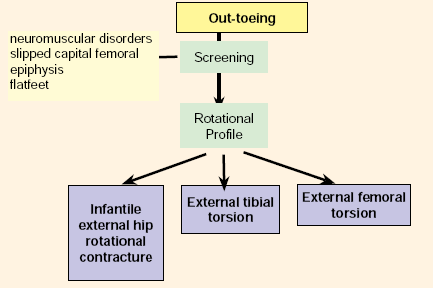 Out-toeing
neuromuscular disorders
slipped capital femoral
epiphysis
flatfeet
Screening
Rotational
Profile
Infantile
external hip
rotational
contracture
External tibial
torsion
External femoral
torsion